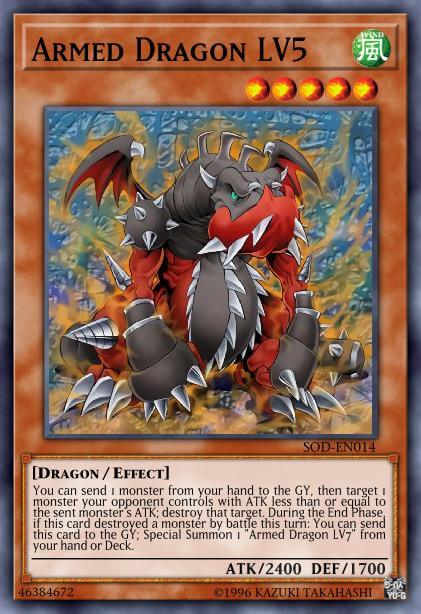 ARMED DRAGON LV5
WIND
風
SOD-EN014
[DRAGON / EFFECT]
You can send 1 monster from your hand to the GY, then target 1
monster your opponent controls with ATK less than or equal to
the sent monster's ATK; destroy that target. During the End Phase,
if this card destroyed a monster by battle this turn: You can send
this card to the GY; Special Summon 1 "Armed Dragon LV7" from
your hand or Deck.
ATK/2400 DEF/1700
46384672
©1996 KAZUKI TAKAHASHI